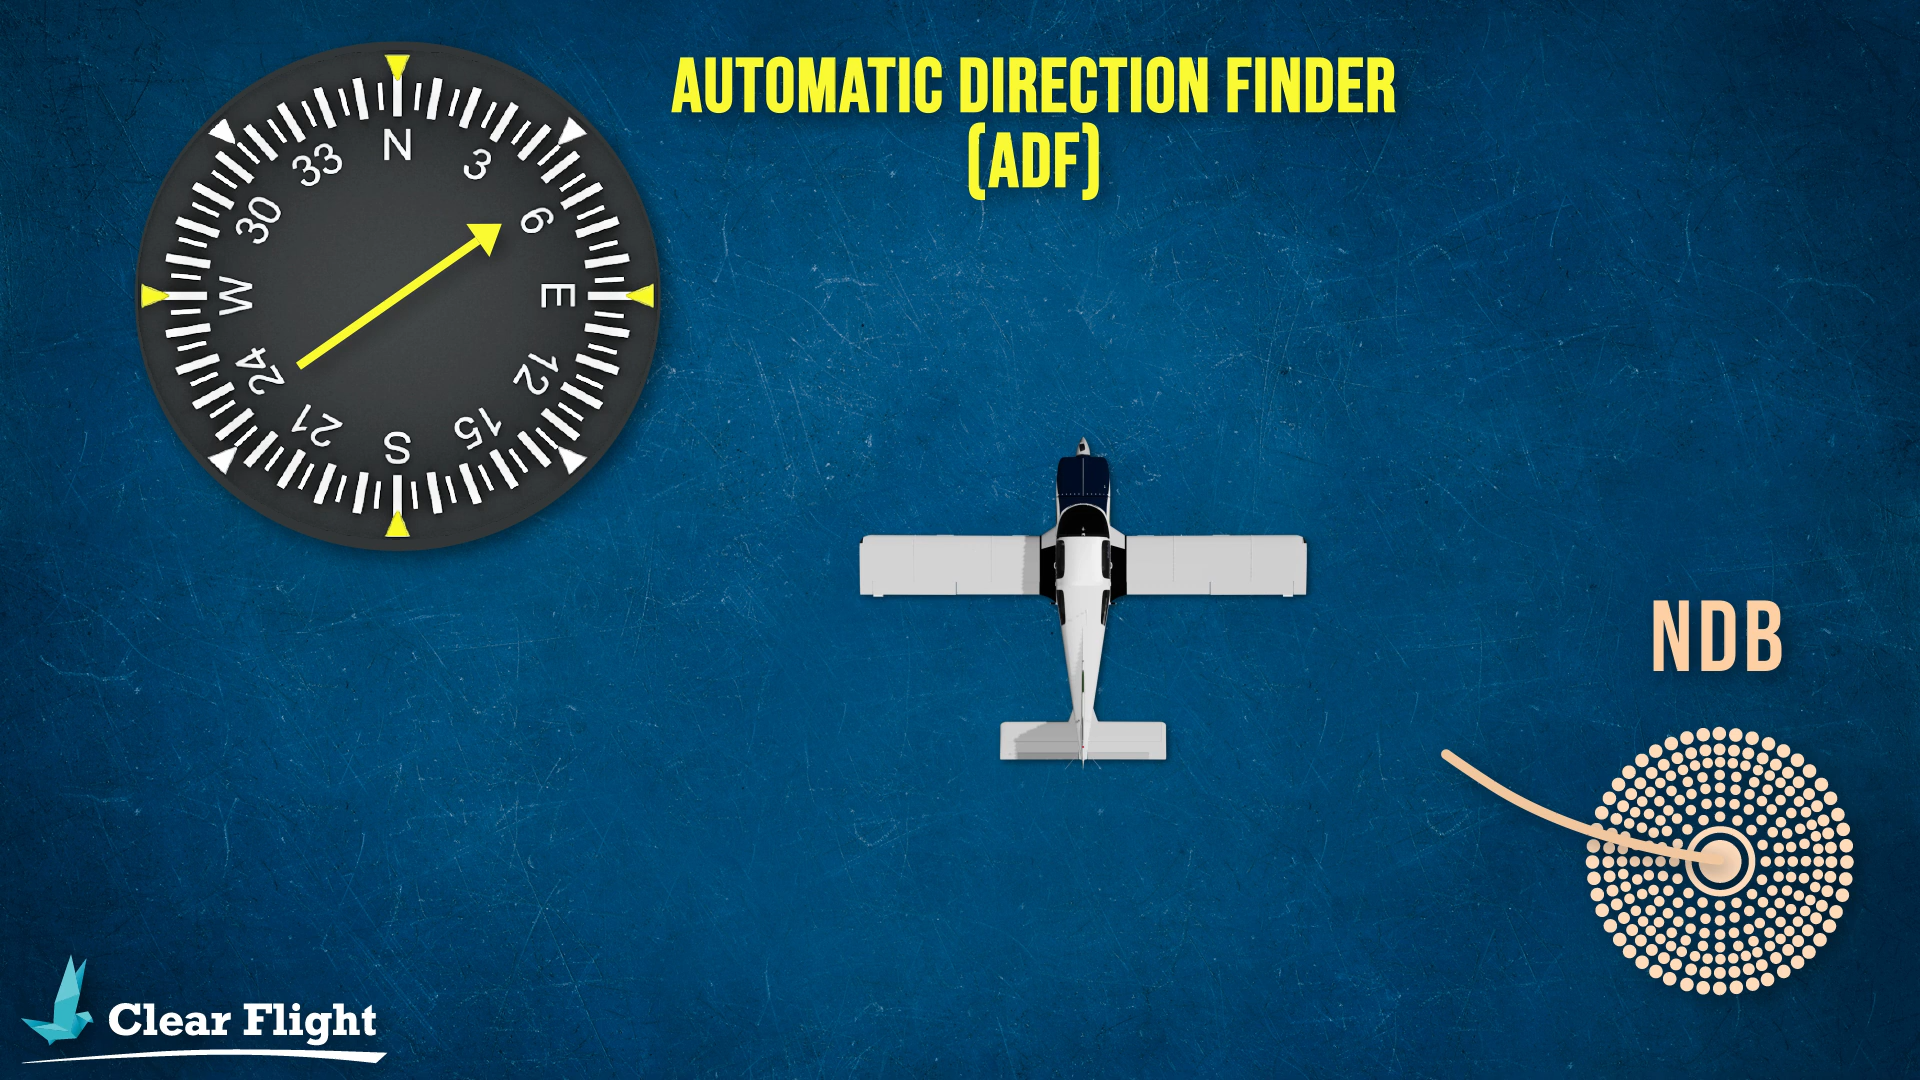 AUTOMATIC DIRECTION FINDER
(ADF)
N
3
6
E
12
15
S
21
24
W
30
33
NDB
Clear Flight